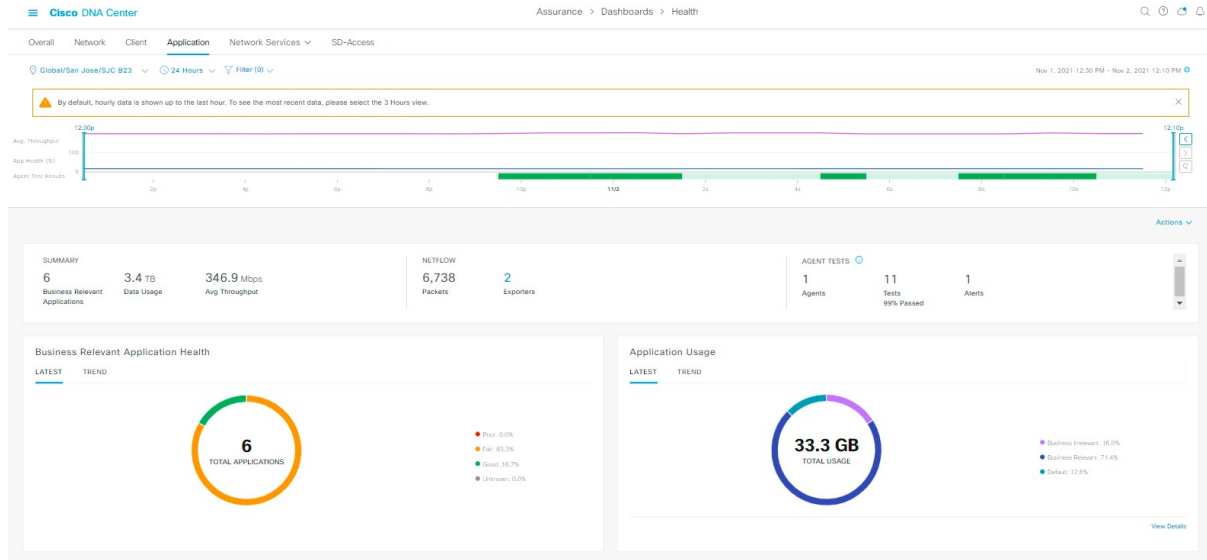 Cisco DNA Center
Assurance > Dashboards > Health
Overall Network Client Application Network Services SD-Access
Global/San Jose/SJC B23 24 Hours Filter (0)
Nov 1, 2021 12:30 PM - Nov 2, 2021 12:10 PM
By default, hourly data is shown up to the last hour. To see the most recent data, please select the 3 Hours view.
12:30p 12:10p
Avg. Throughput
100
App Health (%)
0
Agent Test Results
2p 4p 6p 8p 10p 11/2 2a 4a 6a 8a 10a 12p
Actions
SUMMARY
6 3.4 TB 346.9 Mbps
Business Relevant Applications Data Usage Avg Throughput
NETFLOW
6,738 2
Packets Exporters
AGENT TESTS
1 11 1
Agents Tests Alerts
99% Passed
Business Relevant Application Health
LATEST TREND
6
TOTAL APPLICATIONS
Poor: 0.0%
Fair: 83.3%
Good: 16.7%
Unknown: 0.0%
Application Usage
LATEST TREND
33.3 GB
TOTAL USAGE
Business Irrelevant: 16.0%
Business Relevant: 71.4%
Default: 12.6%
View Details